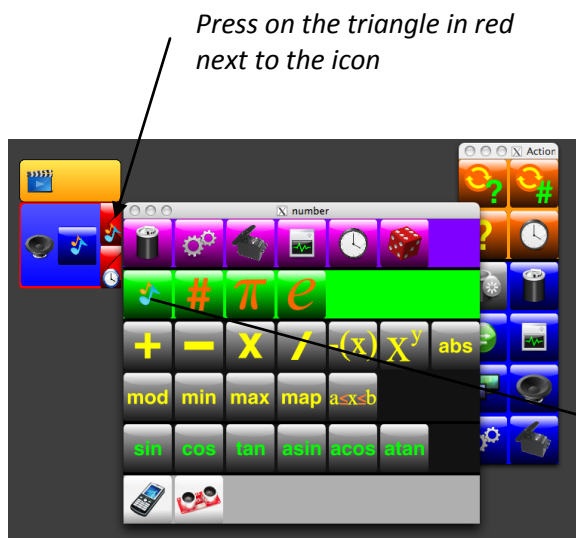 Press on the triangle in red
next to the icon
X Action
X number
? #
?
# π e
+ − X / -(x) X^y abs
mod min max map a≤x≤b
sin cos tan asin acos atan